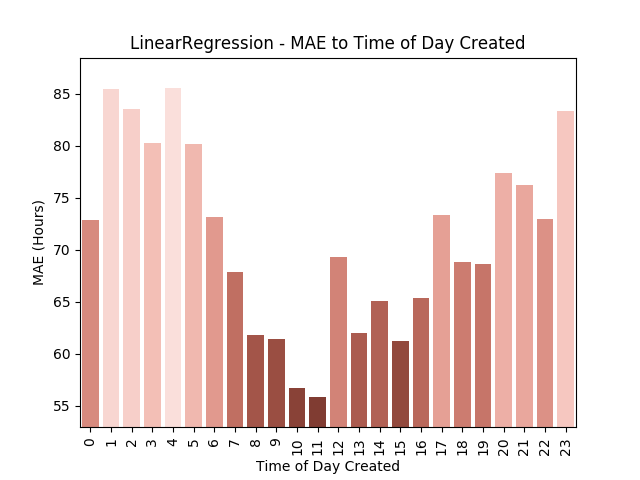 LinearRegression - MAE to Time of Day Created
MAE (Hours)
85
80
75
70
65
60
55
0 1 2 3 4 5 6 7 8 9 10 11 12 13 14 15 16 17 18 19 20 21 22 23
Time of Day Created